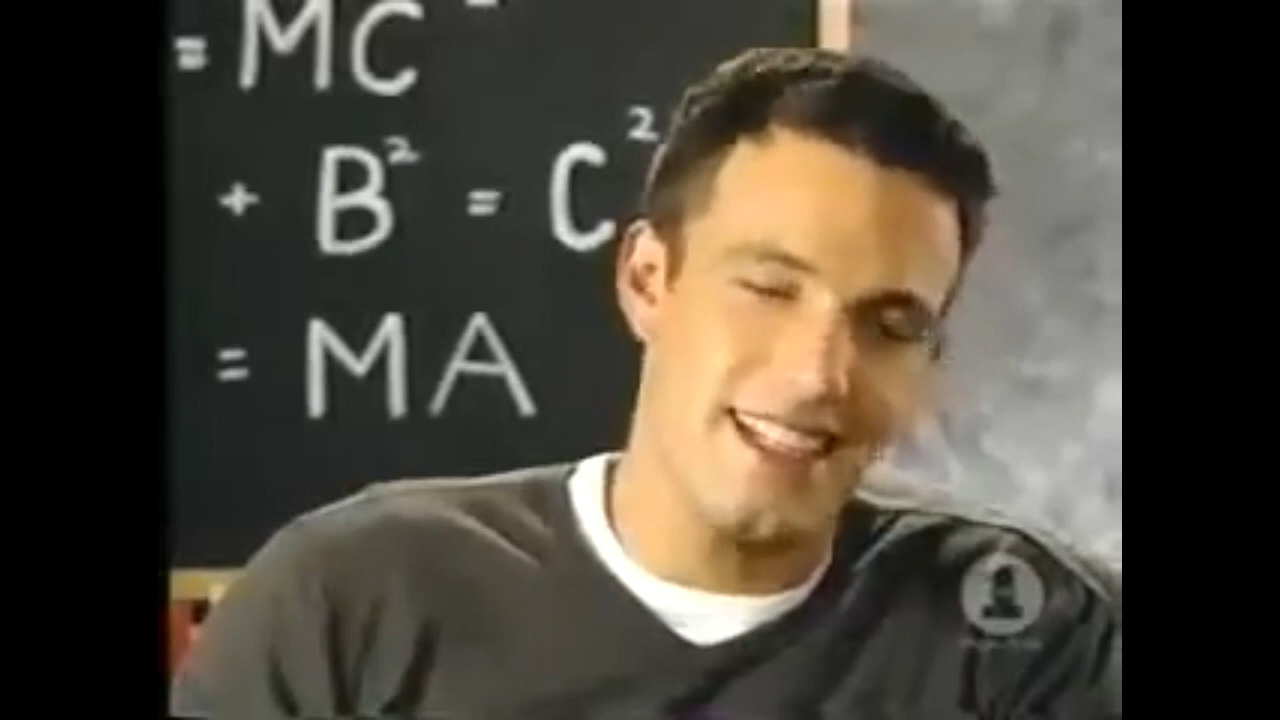 = MC
+ B² = C²
= MA